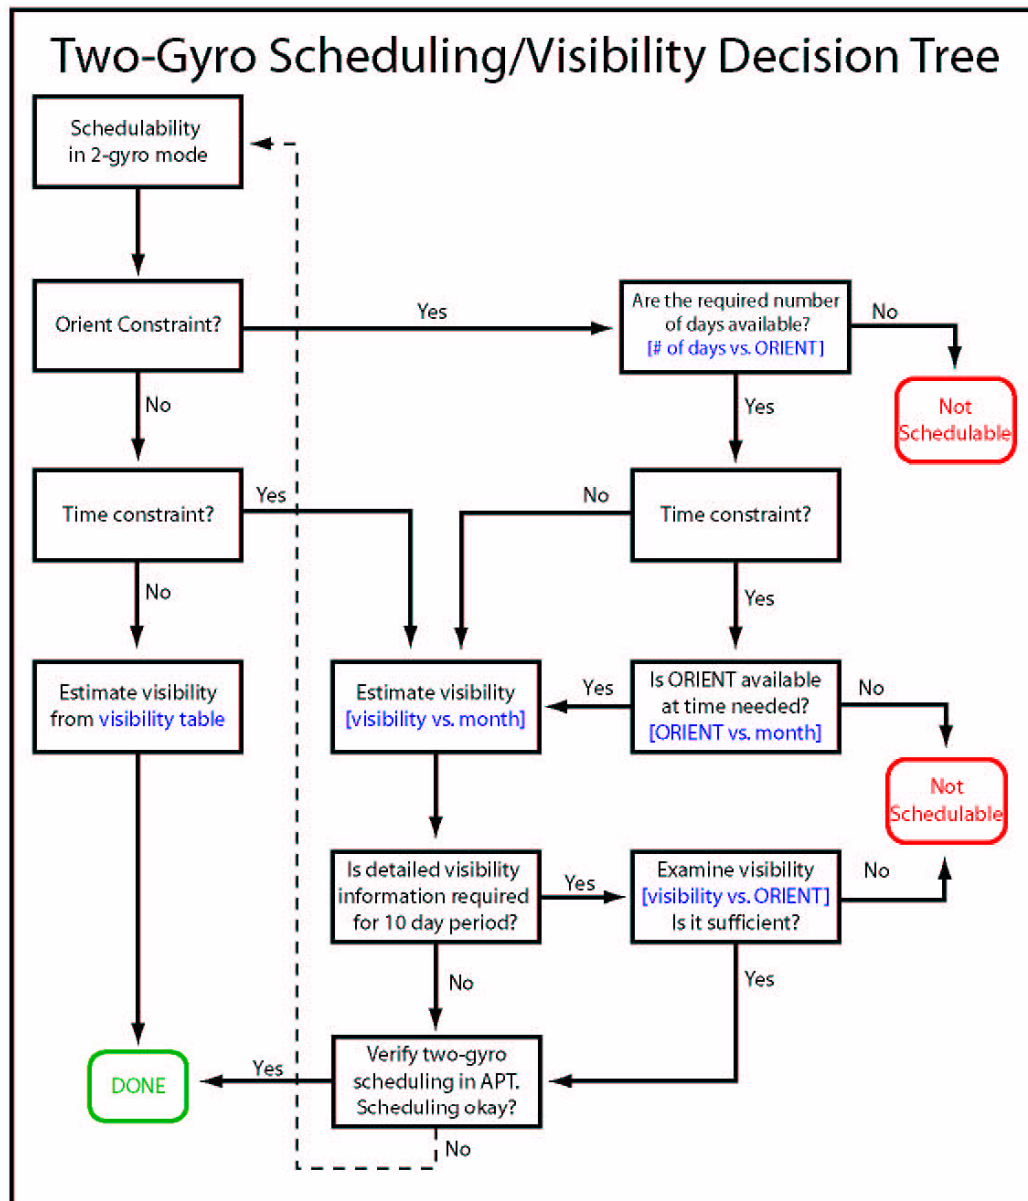 Two-Gyro Scheduling/Visibility Decision Tree
Schedulability
in 2-gyro mode
Orient Constraint?
Yes
Are the required number
of days available?
[# of days vs. ORIENT]
No
Not
Schedulable
No
Yes
Time constraint?
Yes
No
Time constraint?
No
Yes
Estimate visibility
from visibility table
Estimate visibility
[visibility vs. month]
Yes
Is ORIENT available
at time needed?
[ORIENT vs. month]
No
Not
Schedulable
Is detailed visibility
information required
for 10 day period?
Yes
Examine visibility
[visibility vs. ORIENT]
Is it sufficient?
No
No
Yes
DONE
Yes
Verify two-gyro
scheduling in APT.
Scheduling okay?
No